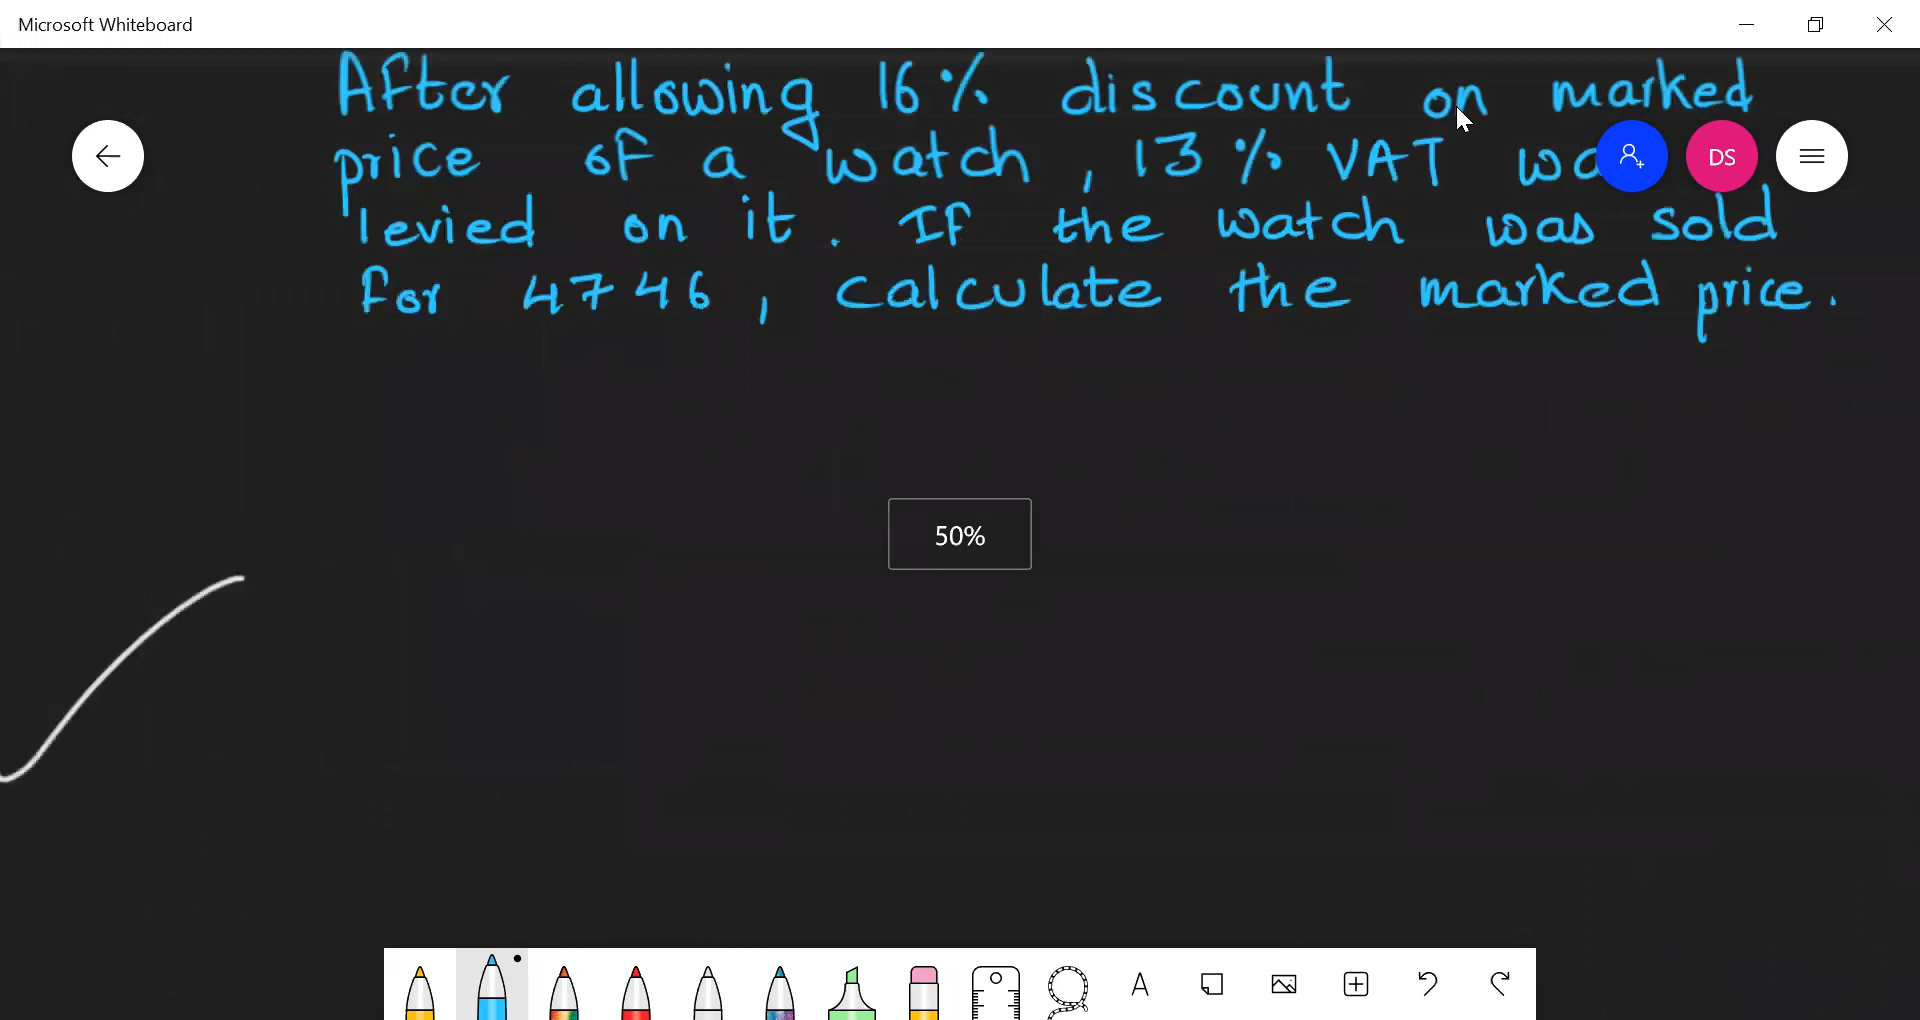 Microsoft Whiteboard
After allowing 16% discount on marked
price of a watch, 13% VAT
DS
levied on it. If the watch was sold
for 4746, calculate the marked price.
50%
A